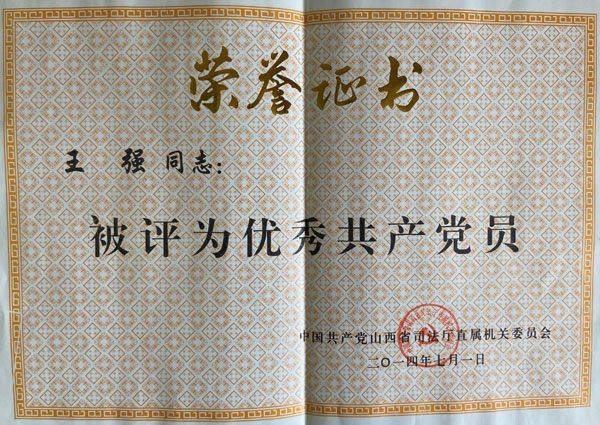 荣誉证书
王 强 同志：
被评为优秀共产党员
中国共产党山西省司法厅直属机关委员会
二〇一四年七月一日